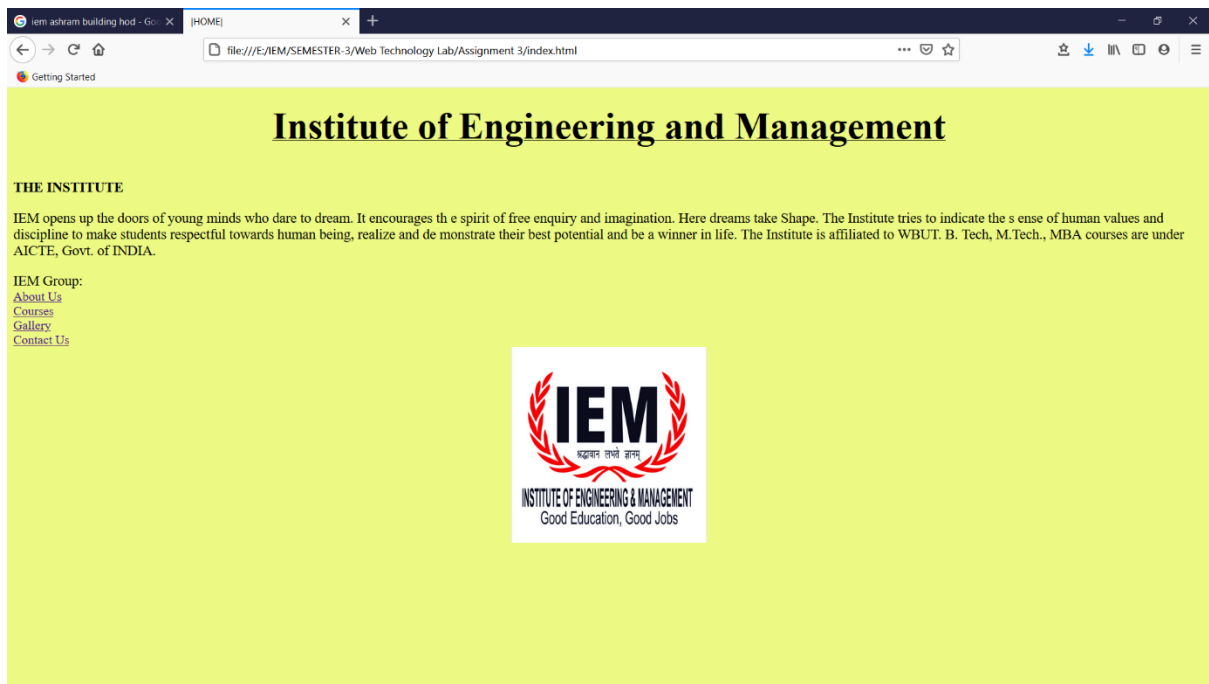 iem ashram building hod - Goo
|HOME|
file:///E:/IEM/SEMESTER-3/Web Technology Lab/Assignment 3/index.html
Getting Started
Institute of Engineering and Management
THE INSTITUTE
IEM opens up the doors of young minds who dare to dream. It encourages th e spirit of free enquiry and imagination. Here dreams take Shape. The Institute tries to indicate the s ense of human values and
discipline to make students respectful towards human being, realize and de monstrate their best potential and be a winner in life. The Institute is affiliated to WBUT. B. Tech, M.Tech., MBA courses are under
AICTE, Govt. of INDIA.
IEM Group:
About Us
Courses
Gallery
Contact Us
IEM
श्रद्धावान लभते ज्ञानम्
INSTITUTE OF ENGINEERING & MANAGEMENT
Good Education, Good Jobs